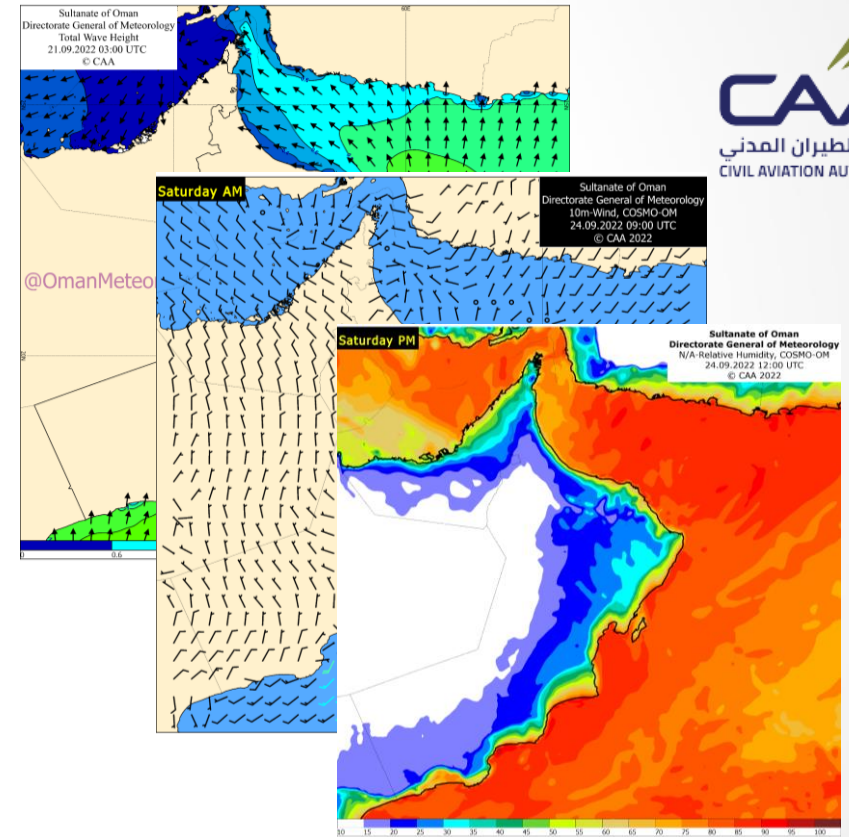 Sultanate of Oman
Directorate General of Meteorology
Total Wave Height
21.09.2022 03:00 UTC
© CAA
60E
CAA
الطيران المدني
CIVIL AVIATION AU
@OmanMeteo
20N
0
0.6
Saturday AM
Sultanate of Oman
Directorate General of Meteorology
10m-Wind, COSMO-OM
24.09.2022 09:00 UTC
© CAA 2022
Saturday PM
Sultanate of Oman
Directorate General of Meteorology
N/A-Relative Humidity, COSMO-OM
24.09.2022 12:00 UTC
© CAA 2022
10 15 20 25 30 35 40 45 50 55 60 65 70 75 80 85 90 95 100